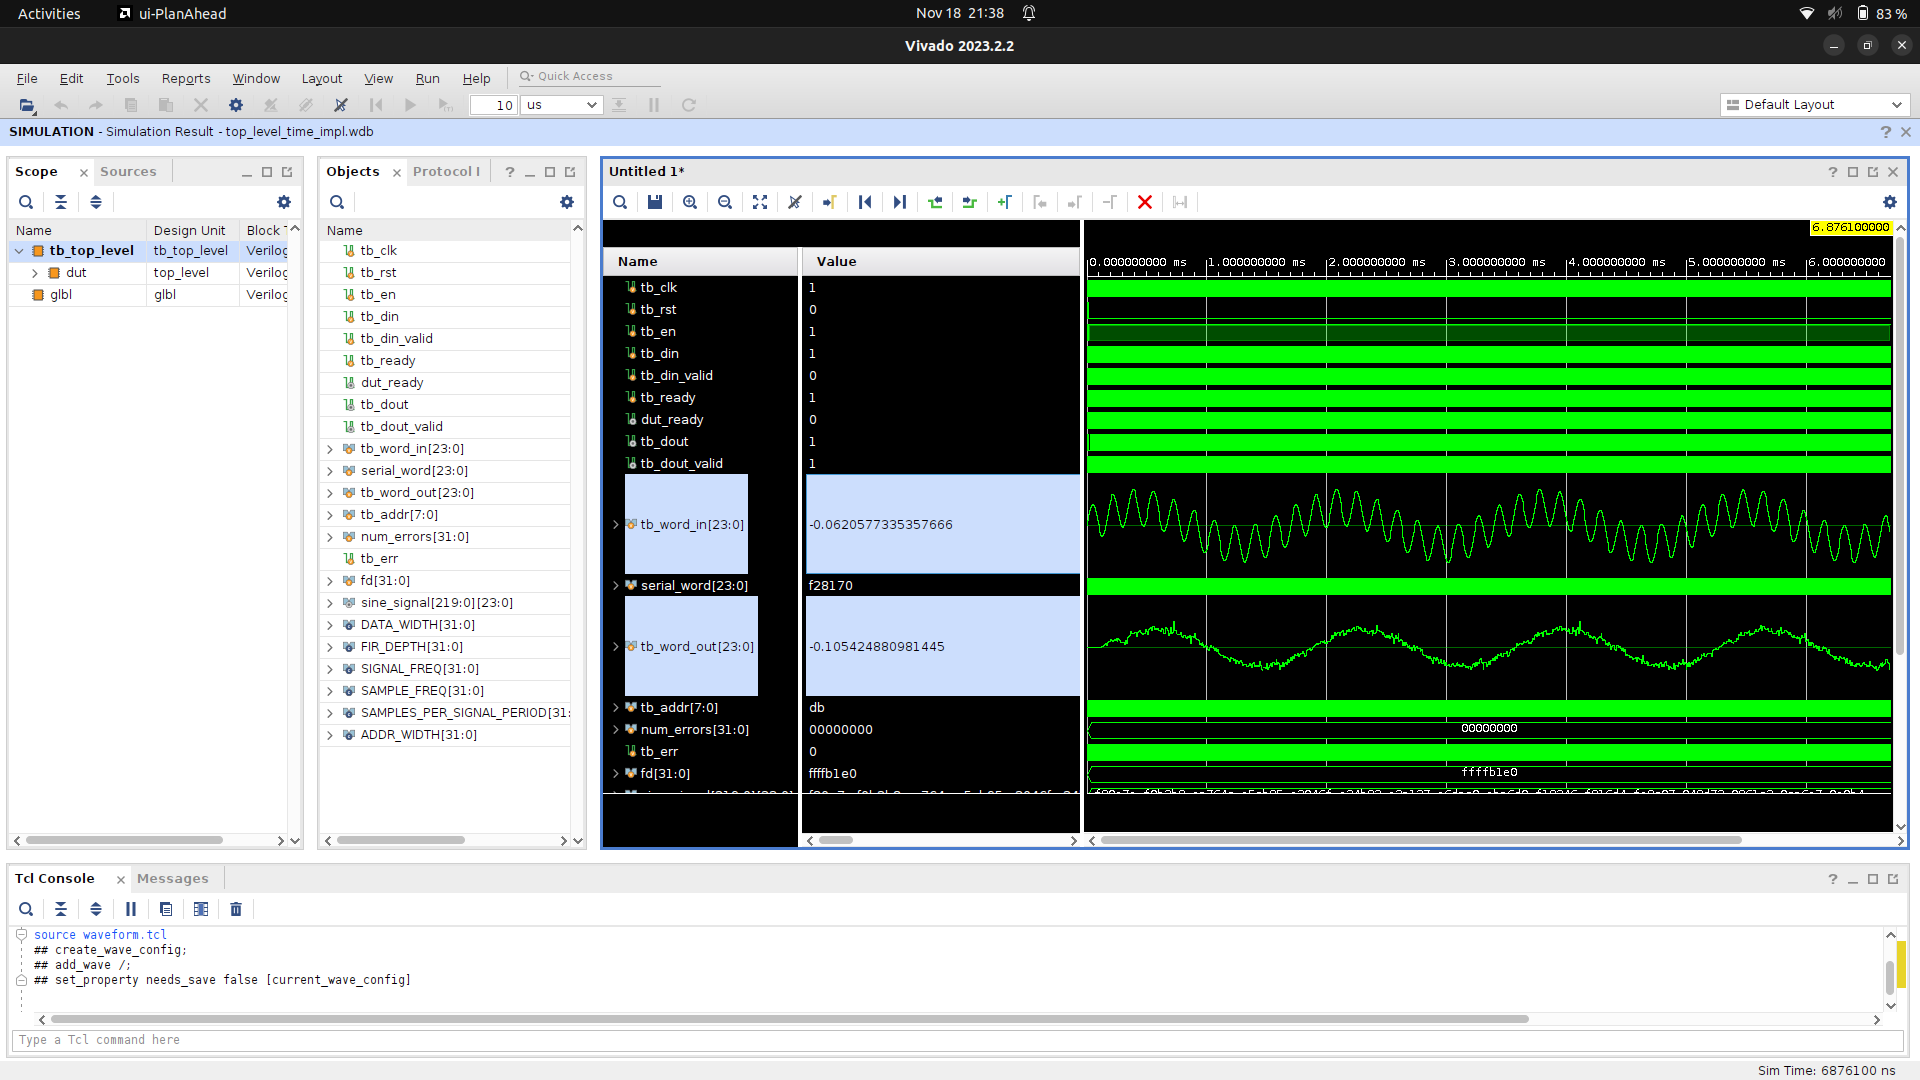 Activities
ui-PlanAhead
Nov 18 21:38
83 %
Vivado 2023.2.2
File Edit Tools Reports Window Layout View Run Help
Quick Access
10 us
Default Layout
SIMULATION - Simulation Result - top_level_time_impl.wdb
Scope Sources
Name Design Unit Block
tb_top_level tb_top_level Verilog
dut top_level Verilog
glbl glbl Verilog
Objects Protocol I
Name
tb_clk
tb_rst
tb_en
tb_din
tb_din_valid
tb_ready
dut_ready
tb_dout
tb_dout_valid
tb_word_in[23:0]
serial_word[23:0]
tb_word_out[23:0]
tb_addr[7:0]
num_errors[31:0]
tb_err
fd[31:0]
sine_signal[219:0][23:0]
DATA_WIDTH[31:0]
FIR_DEPTH[31:0]
SIGNAL_FREQ[31:0]
SAMPLE_FREQ[31:0]
SAMPLES_PER_SIGNAL_PERIOD[31:
ADDR_WIDTH[31:0]
Untitled 1*
6.876100000
Name Value
0.000000000 ms 1.000000000 ms 2.000000000 ms 3.000000000 ms 4.000000000 ms 5.000000000 ms 6.000000000
tb_clk 1
tb_rst 0
tb_en 1
tb_din 1
tb_din_valid 0
tb_ready 1
dut_ready 0
tb_dout 1
tb_dout_valid 1
tb_word_in[23:0] -0.0620577335357666
serial_word[23:0] f28170
tb_word_out[23:0] -0.105424880981445
tb_addr[7:0] db
num_errors[31:0] 00000000 00000000
tb_err 0
fd[31:0] ffffb1e0 ffffb1e0
Tcl Console Messages
source waveform.tcl
## create_wave_config;
## add_wave /;
## set_property needs_save false [current_wave_config]
Type a Tcl command here
Sim Time: 6876100 ns